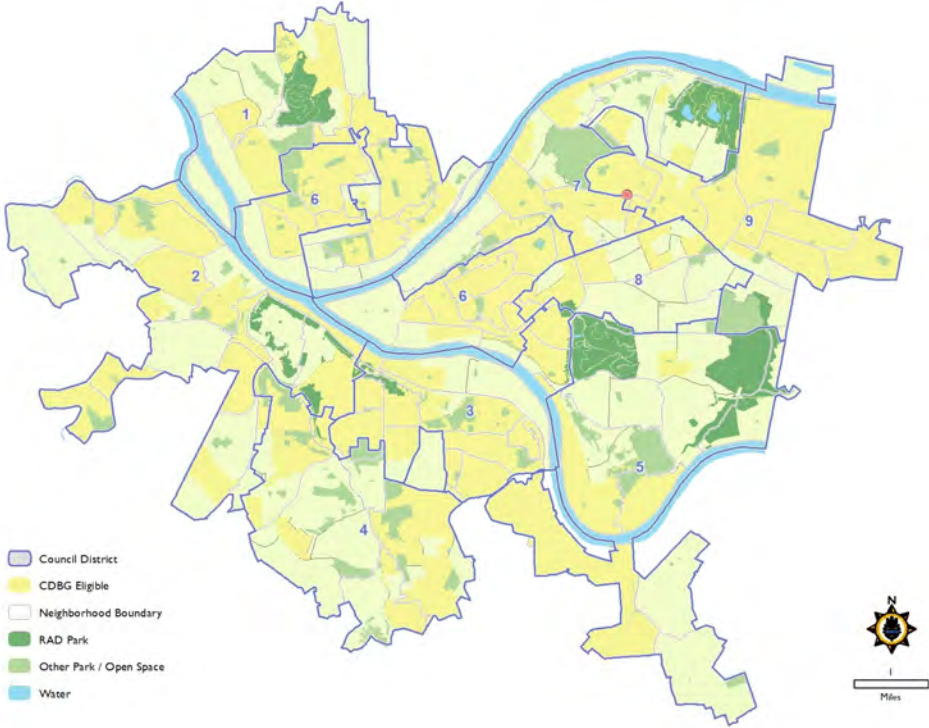 1
6
7
7
9
2
6
8
3
5
4
Council District
CDBG Eligible
Neighborhood Boundary
RAD Park
Other Park / Open Space
Water
N
1
Miles